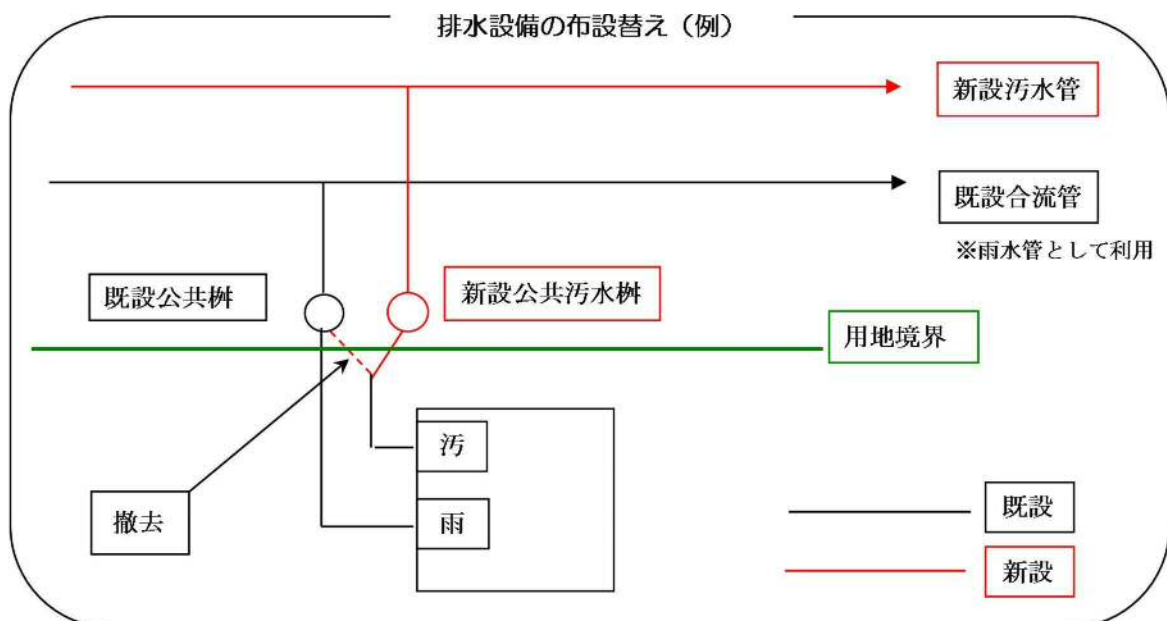 排水設備の布設替え（例）
新設汚水管
既設合流管
※雨水管として利用
既設公共桝
新設公共汚水桝
用地境界
汚
雨
撤去
既設
新設